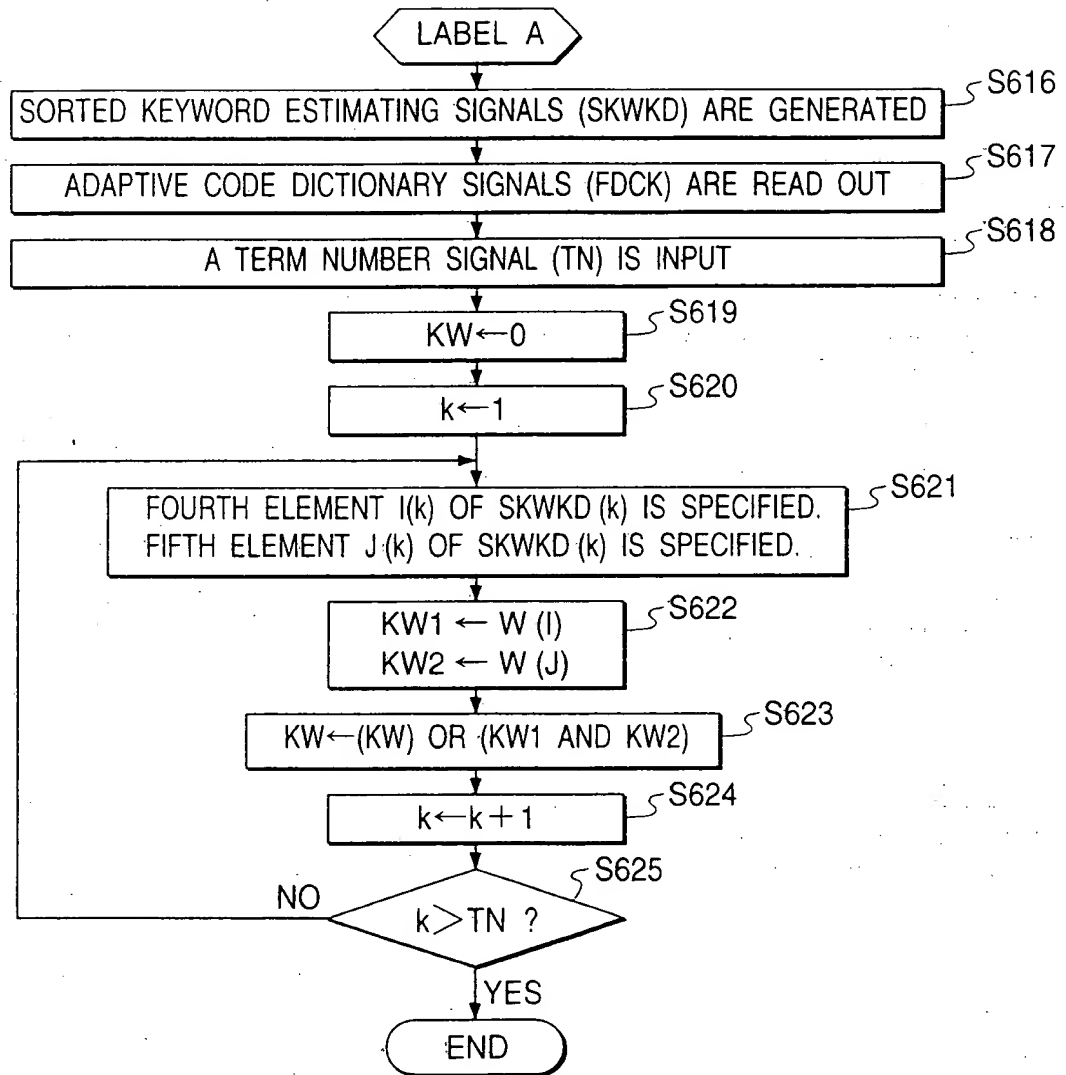 LABEL A
S616
SORTED KEYWORD ESTIMATING SIGNALS (SKWKD) ARE GENERATED
S617
ADAPTIVE CODE DICTIONARY SIGNALS (FDCK) ARE READ OUT
S618
A TERM NUMBER SIGNAL (TN) IS INPUT
S619
KW←0
S620
k←1
S621
FOURTH ELEMENT I(k) OF SKWKD (k) IS SPECIFIED.
FIFTH ELEMENT J (k) OF SKWKD (k) IS SPECIFIED.
S622
KW1 ← W (I)
KW2 ← W (J)
S623
KW←(KW) OR (KW1 AND KW2)
S624
k←k+1
S625
NO
k>TN ?
YES
END